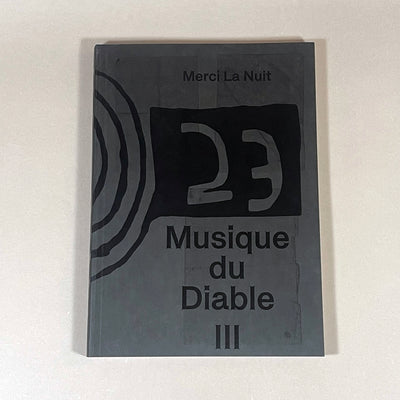 Merci La Nuit
23
Musique
du
Diable
III